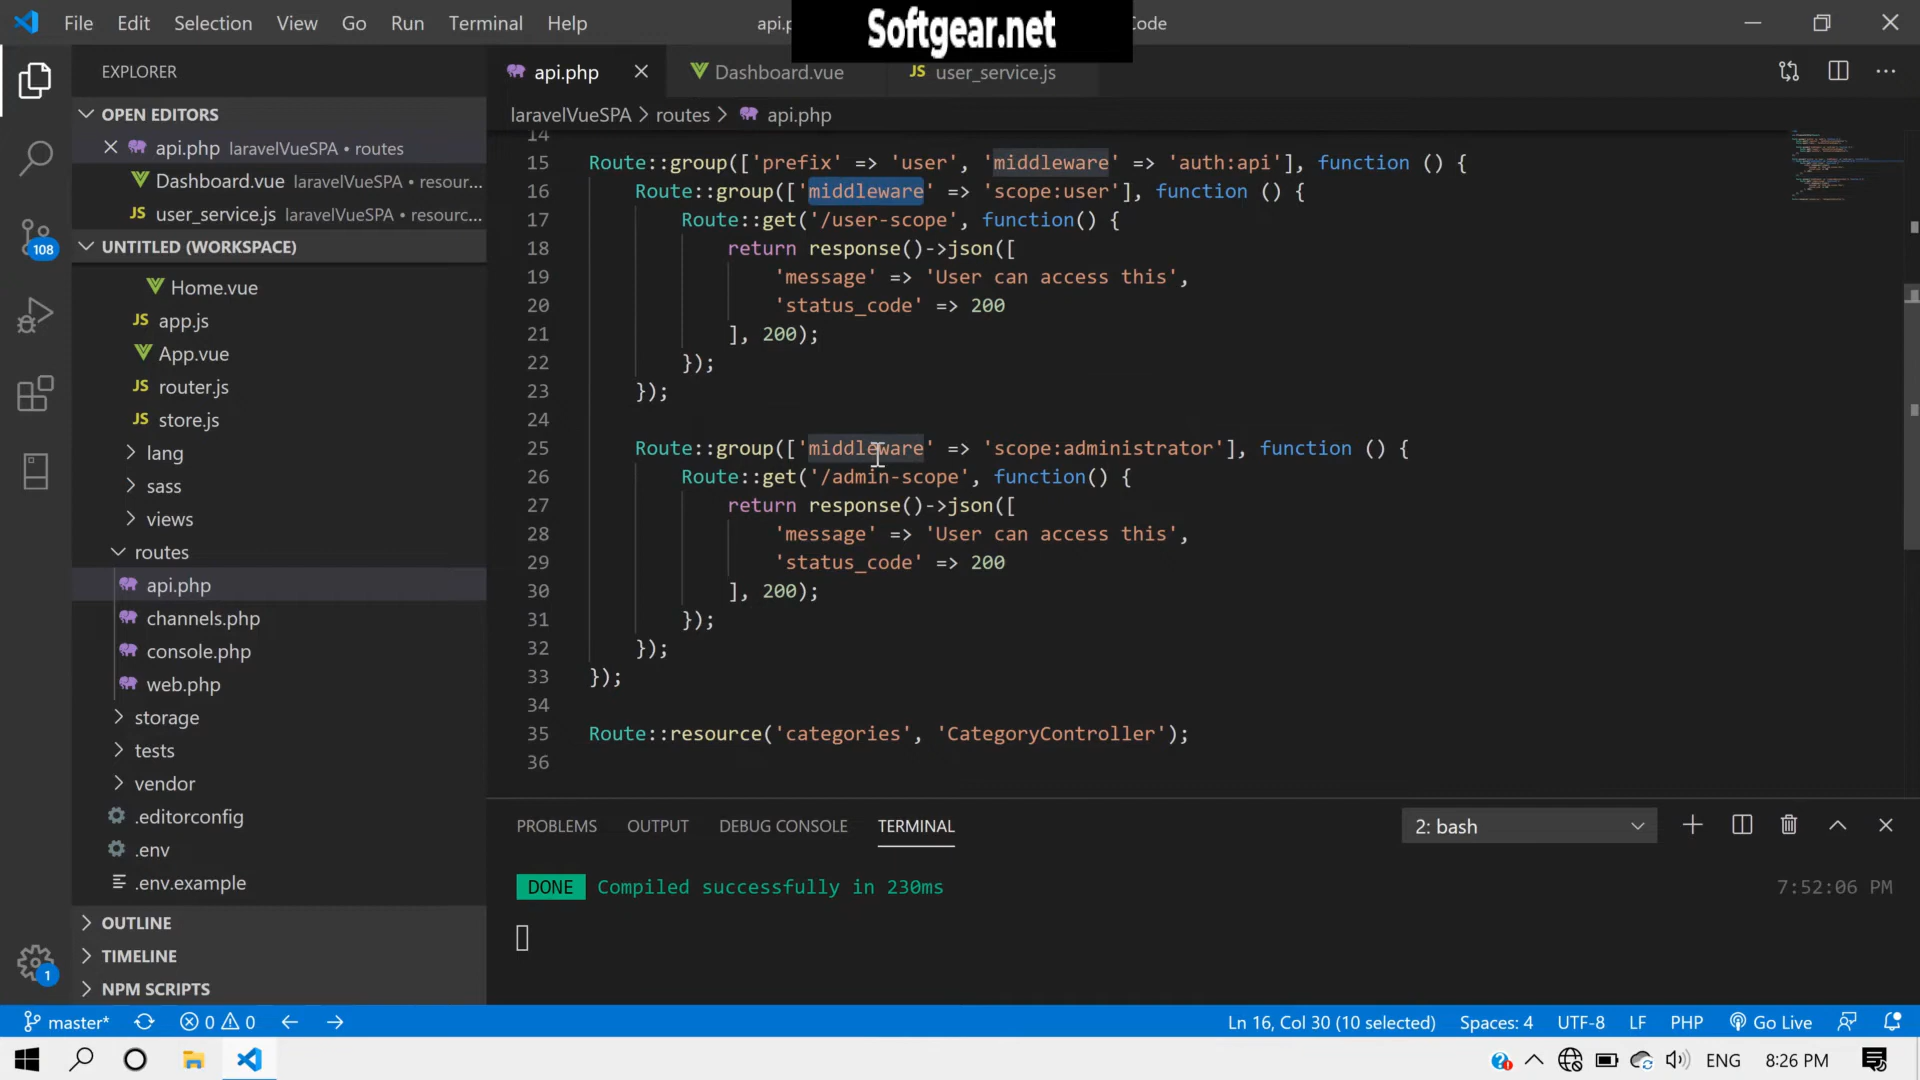 File Edit Selection View Go Run Terminal Help
api.p
Softgear.net
Code
EXPLORER
OPEN EDITORS
api.php laravelVueSPA • routes
Dashboard.vue laravelVueSPA • resour...
JS user_service.js laravelVueSPA • resourc...
108
UNTITLED (WORKSPACE)
Home.vue
JS app.js
App.vue
JS router.js
JS store.js
lang
sass
views
routes
api.php
channels.php
console.php
web.php
storage
tests
vendor
.editorconfig
.env
.env.example
OUTLINE
TIMELINE
NPM SCRIPTS
1
api.php Dashboard.vue JS user_service.js
laravelVueSPA > routes > api.php
14
15 Route::group(['prefix' => 'user', 'middleware' => 'auth:api'], function () {
16 Route::group(['middleware' => 'scope:user'], function () {
17 Route::get('/user-scope', function() {
18 return response()->json([
19 'message' => 'User can access this',
20 'status_code' => 200
21 ], 200);
22 });
23 });
24
25 Route::group(['middleware' => 'scope:administrator'], function () {
26 Route::get('/admin-scope', function() {
27 return response()->json([
28 'message' => 'User can access this',
29 'status_code' => 200
30 ], 200);
31 });
32 });
33 });
34
35 Route::resource('categories', 'CategoryController');
36
PROBLEMS OUTPUT DEBUG CONSOLE TERMINAL 2: bash
DONE Compiled successfully in 230ms 7:52:06 PM
master* 0 0 Ln 16, Col 30 (10 selected) Spaces: 4 UTF-8 LF PHP Go Live
ENG 8:26 PM